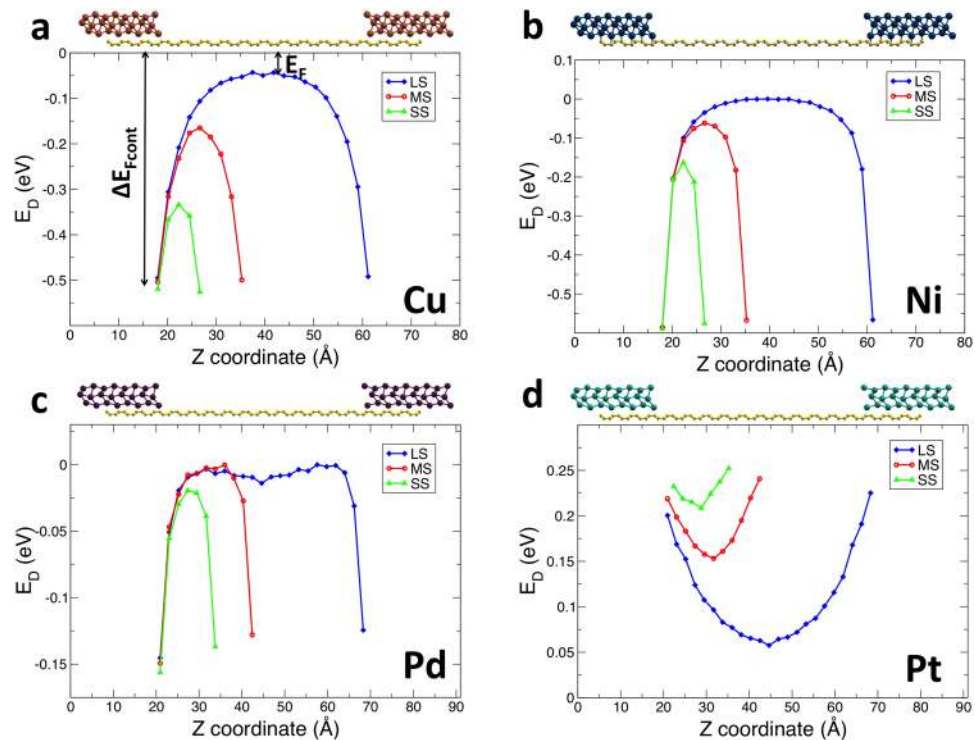 a
0
-0.1
-0.2
-0.3
-0.4
-0.5
E_D (eV)
ΔE_Fcont
E_F
LS
MS
SS
Cu
0 10 20 30 40 50 60 70 80
Z coordinate (Å)
b
0
-0.1
-0.2
-0.3
-0.4
-0.5
E_D (eV)
LS
MS
SS
Ni
0 10 20 30 40 50 60 70 80
Z coordinate (Å)
c
0
-0.05
-0.1
-0.15
E_D (eV)
LS
MS
SS
Pd
0 10 20 30 40 50 60 70 80 90
Z coordinate (Å)
d
0.25
0.2
0.15
0.1
0.05
0
E_D (eV)
LS
MS
SS
Pt
0 10 20 30 40 50 60 70 80 90
Z coordinate (Å)